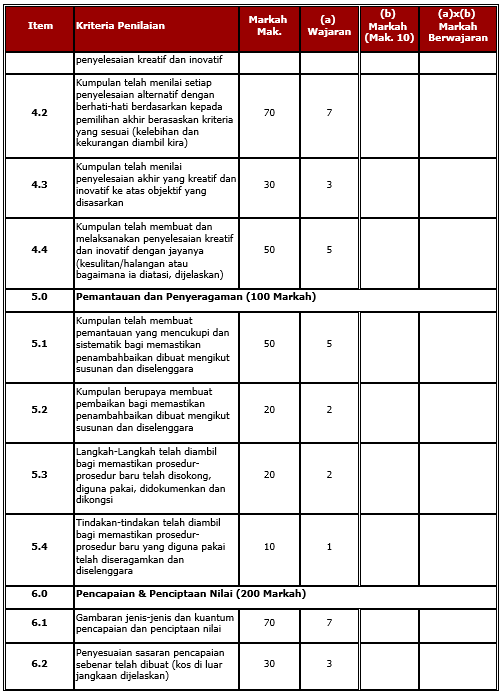 Item
Kriteria Penilaian
Markah
Mak.
(a)
Wajaran
(b)
Markah
(Mak. 10)
(a)x(b)
Markah
Berwajaran
penyelesaian kreatif dan inovatif
4.2
Kumpulan telah menilai setiap
penyelesaian alternatif dengan
berhati-hati berdasarkan kepada
pemilihan akhir berasaskan kriteria
yang sesuai (kelebihan dan
kekurangan diambil kira)
70
7
4.3
Kumpulan telah menilai
penyelesaian akhir yang kreatif dan
inovatif ke atas objektif yang
disasarkan
30
3
4.4
Kumpulan telah membuat dan
melaksanakan penyelesaian kreatif
dan inovatif dengan jayanya
(kesulitan/halangan atau
bagaimana ia diatasi, dijelaskan)
50
5
5.0
Pemantauan dan Penyeragaman (100 Markah)
5.1
Kumpulan telah membuat
pemantauan yang mencukupi dan
sistematik bagi memastikan
penambahbaikan dibuat mengikut
susunan dan diselenggara
50
5
5.2
Kumpulan berupaya membuat
pembaikan bagi memastikan
penambahbaikan dibuat mengikut
susunan dan diselenggara
20
2
5.3
Langkah-Langkah telah diambil
bagi memastikan prosedur-
prosedur baru telah disokong,
diguna pakai, didokumenkan dan
dikongsi
20
2
5.4
Tindakan-tindakan telah diambil
bagi memastikan prosedur-
prosedur baru yang diguna pakai
telah diseragamkan dan
diselenggara
10
1
6.0
Pencapaian & Penciptaan Nilai (200 Markah)
6.1
Gambaran jenis-jenis dan kuantum
pencapaian dan penciptaan nilai
70
7
6.2
Penyesuaian sasaran pencapaian
sebenar telah dibuat (kos di luar
jangkaan dijelaskan)
30
3